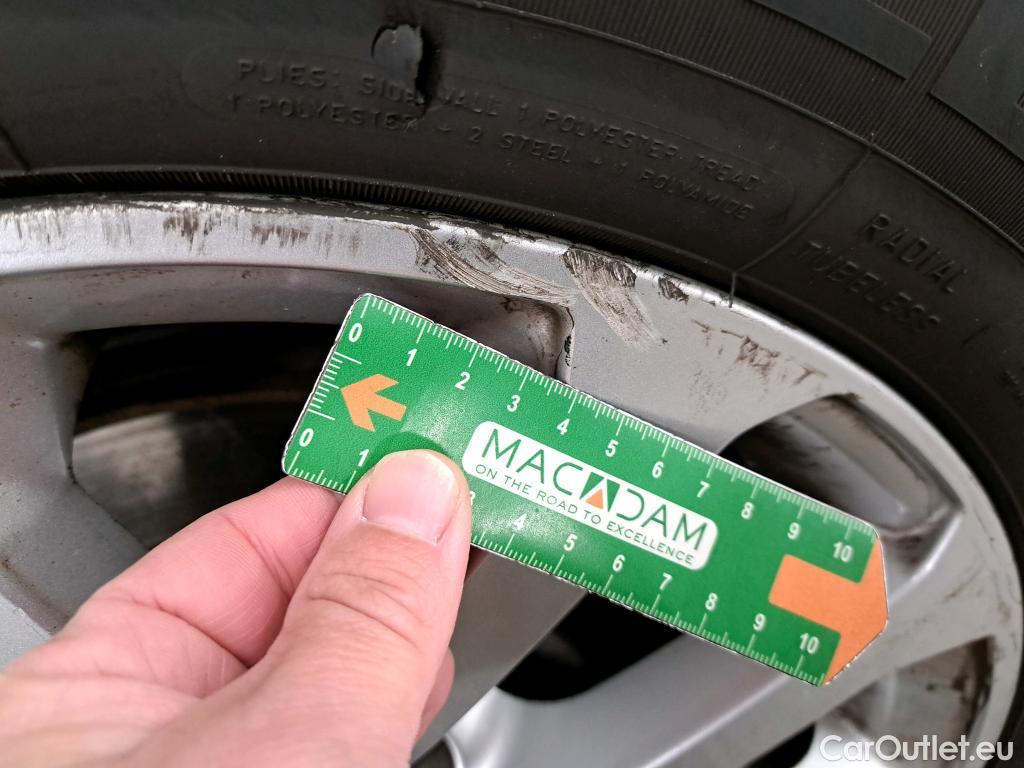 PLIES: SIDEWALL 1 POLYESTER TREAD
1 POLYESTER + 2 STEEL + 1 POLYAMIDE
RADIAL
TUBELESS
0 1 2 3 4 5 6 7 8 9 10
MACADAM
ON THE ROAD TO EXCELLENCE
0 1 3 4 5 6 7 8 9 10
CarOutlet.eu